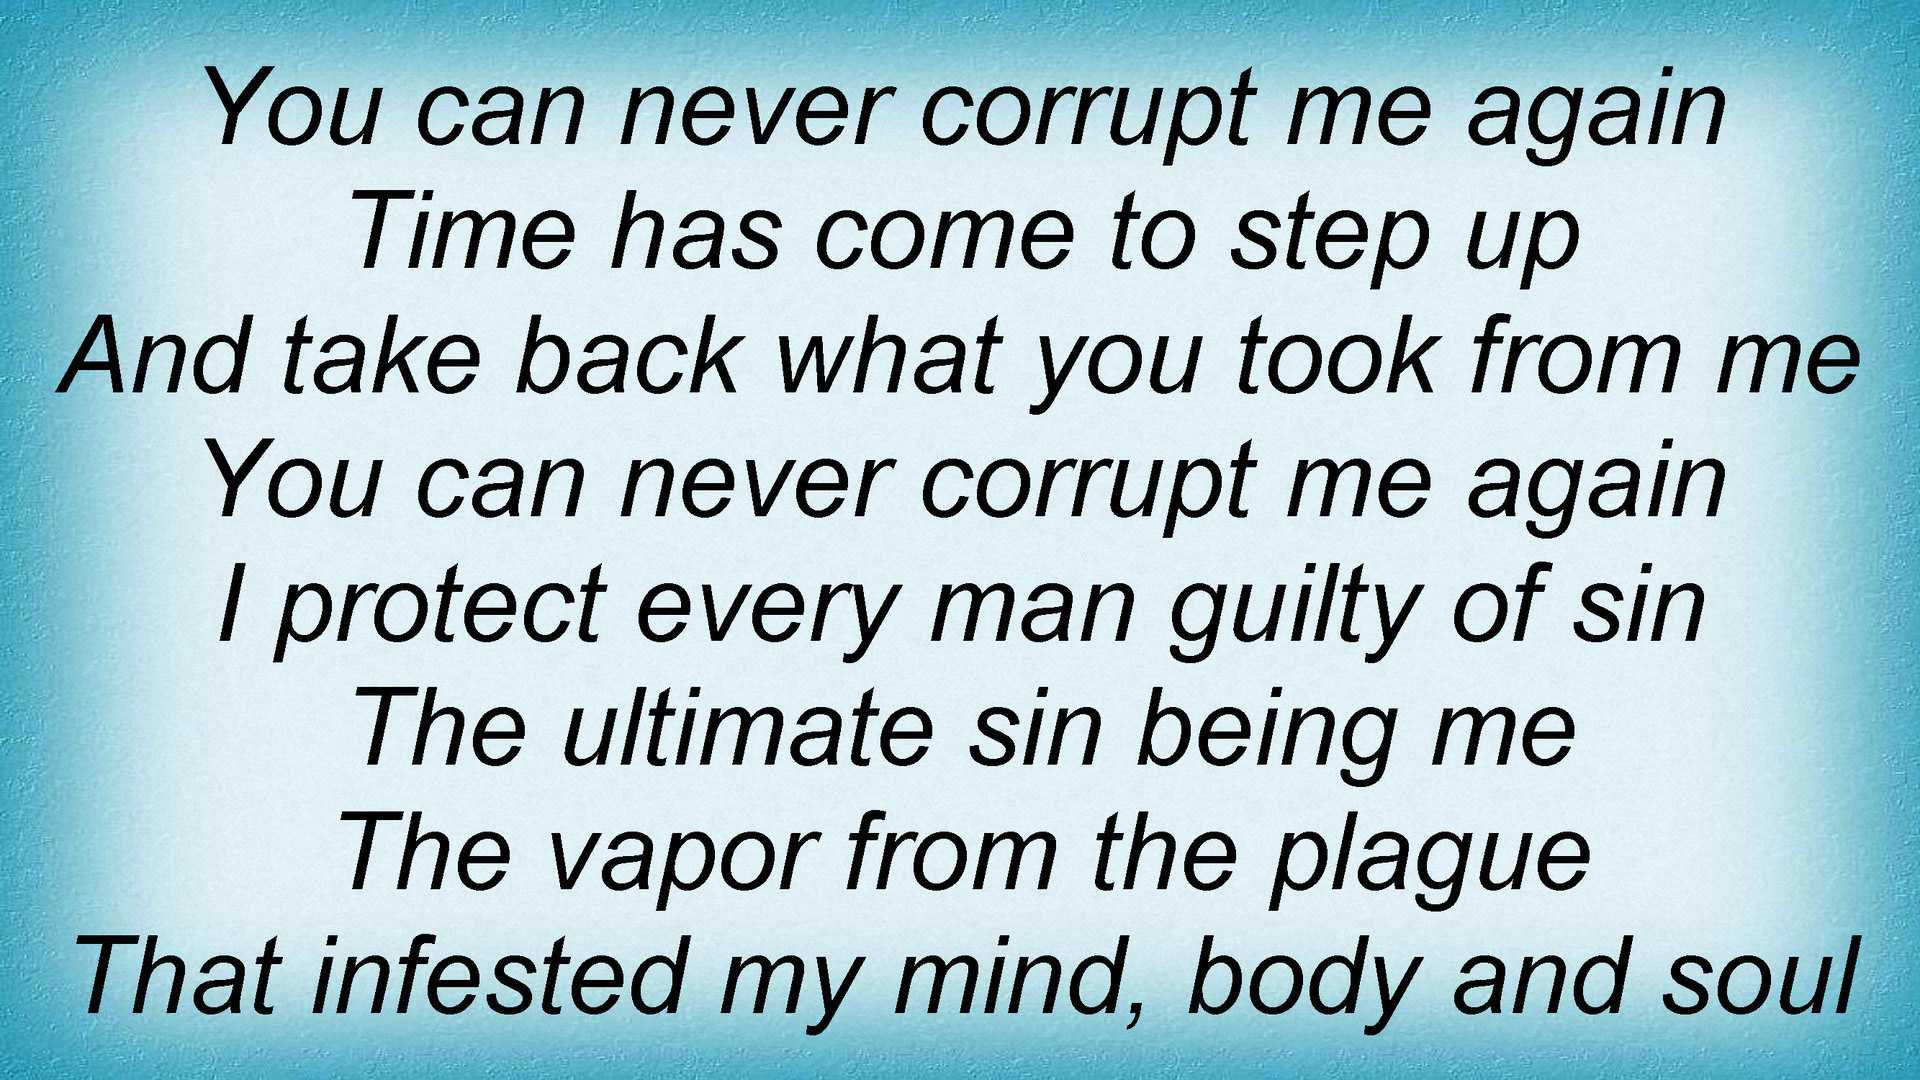 You can never corrupt me again
Time has come to step up
And take back what you took from me
You can never corrupt me again
I protect every man guilty of sin
The ultimate sin being me
The vapor from the plague
That infested my mind, body and soul